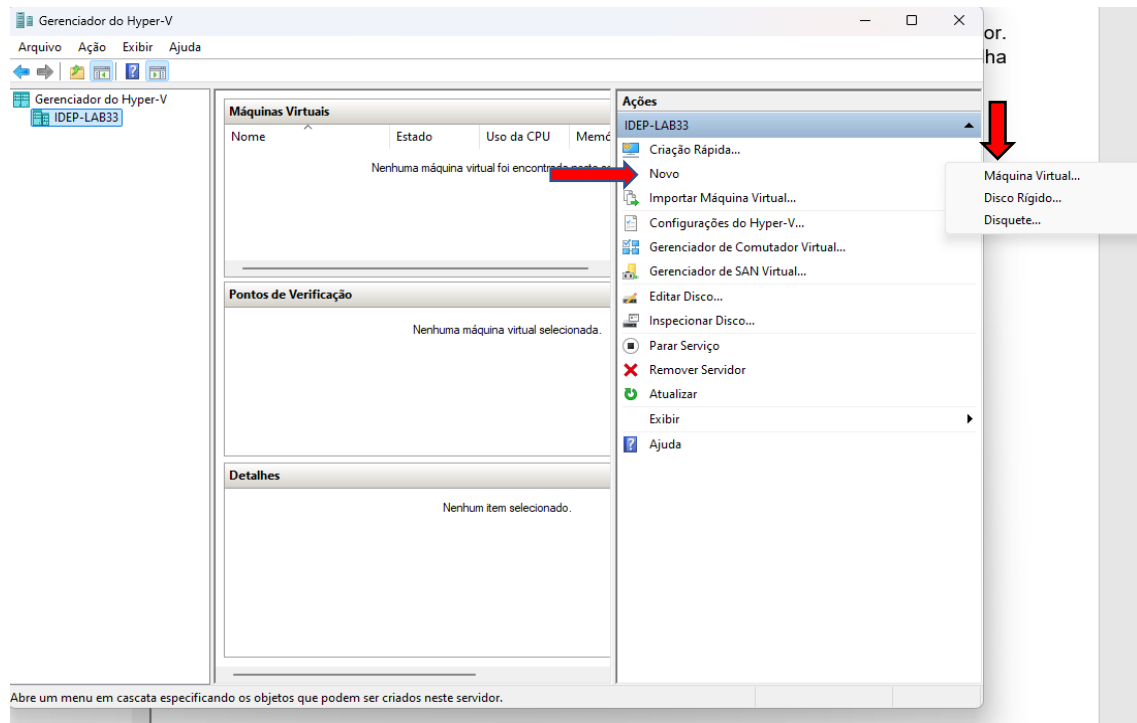 Gerenciador do Hyper-V
or.
ha
Arquivo Ação Exibir Ajuda
Gerenciador do Hyper-V
IDEP-LAB33
Máquinas Virtuais
Nome Estado Uso da CPU Memó
Nenhuma máquina virtual foi encontrada
Pontos de Verificação
Nenhuma máquina virtual selecionada.
Detalhes
Nenhum item selecionado.
Ações
IDEP-LAB33
Criação Rápida...
Novo
Importar Máquina Virtual...
Configurações do Hyper-V...
Gerenciador de Comutador Virtual...
Gerenciador de SAN Virtual...
Editar Disco...
Inspecionar Disco...
Parar Serviço
Remover Servidor
Atualizar
Exibir
Ajuda
Máquina Virtual...
Disco Rígido...
Disquete...
Abre um menu em cascata especificando os objetos que podem ser criados neste servidor.